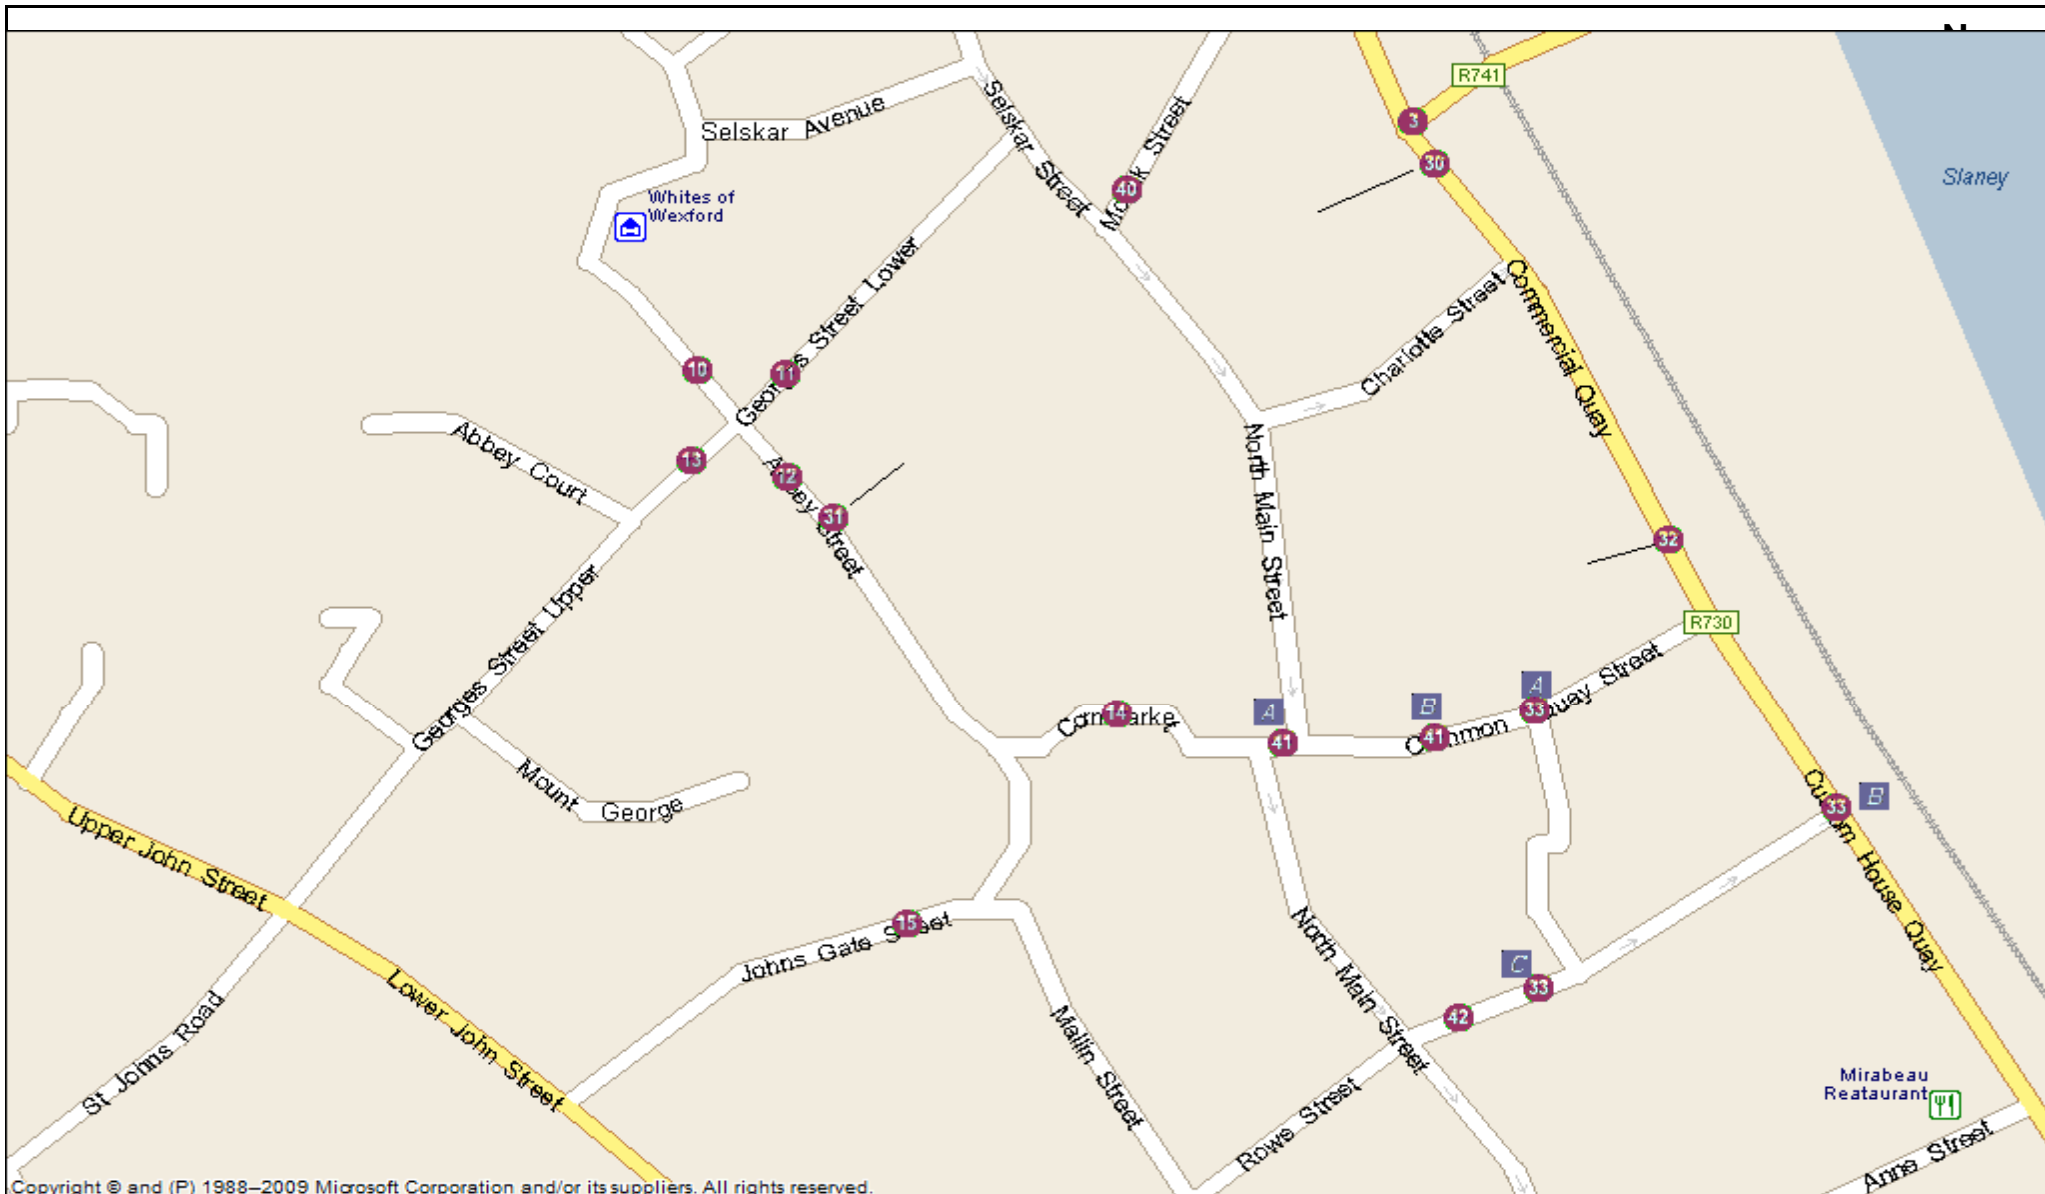 N
R741
3
Selskar Avenue
Selskar Street
Street
30
Slaney
40
Whites of
Wexford
Georges Street Lower
Commercial Quay
Charlotte Street
10
11
Abbey Court
13
12
31
Abbey Street
North Main Street
32
Georges Street Upper
R730
A
B
A
14
Cornmarket
41
41
33
Common Quay Street
Mount George
Upper John Street
Custom House Quay
33
B
15
Johns Gate Street
North Main Street
C
33
42
Lower John Street
St Johns Road
Mallin Street
Rows Street
Mirabeau
Reataurant
Anne Street
Copyright © and (P) 1988–2009 Microsoft Corporation and/or its suppliers. All rights reserved.